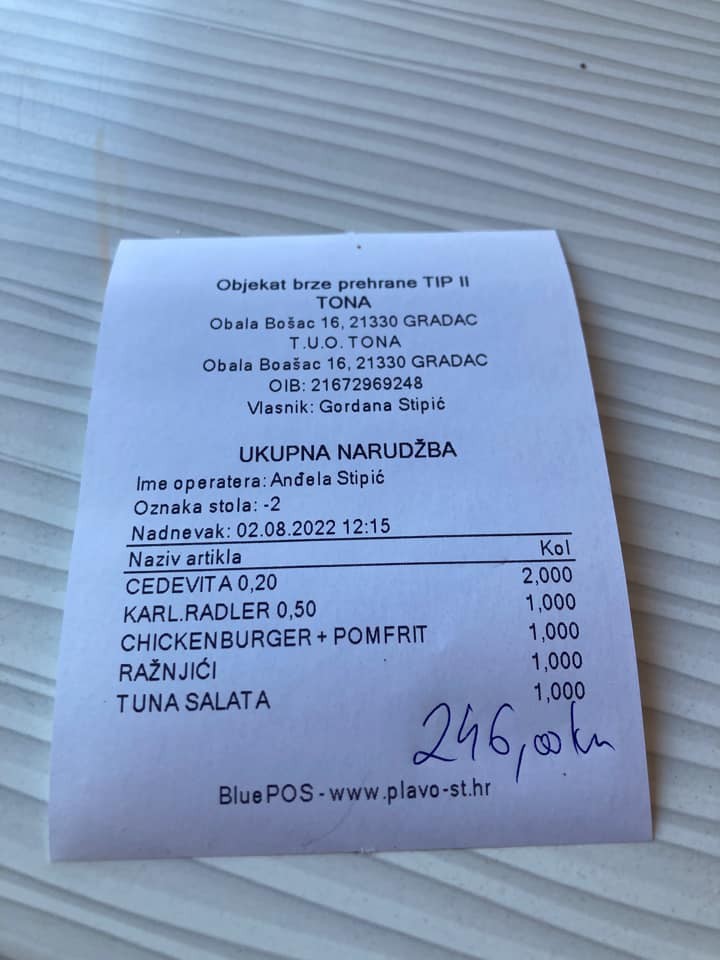 Objekat brze prehrane TIP II
TONA
Obala Bošac 16, 21330 GRADAC
T.U.O. TONA
Obala Boašac 16, 21330 GRADAC
OIB: 21672969248
Vlasnik: Gordana Stipić
UKUPNA NARUDŽBA
Ime operatera: Anđela Stipić
Oznaka stola: -2
Nadnevak: 02.08.2022 12:15
Naziv artikla Kol
CEDEVITA 0,20 2,000
KARL.RADLER 0,50 1,000
CHICKENBURGER + POMFRIT 1,000
RAŽNJIĆI 1,000
TUNA SALATA 1,000
246,00 kn
BluePOS - www.plavo-st.hr